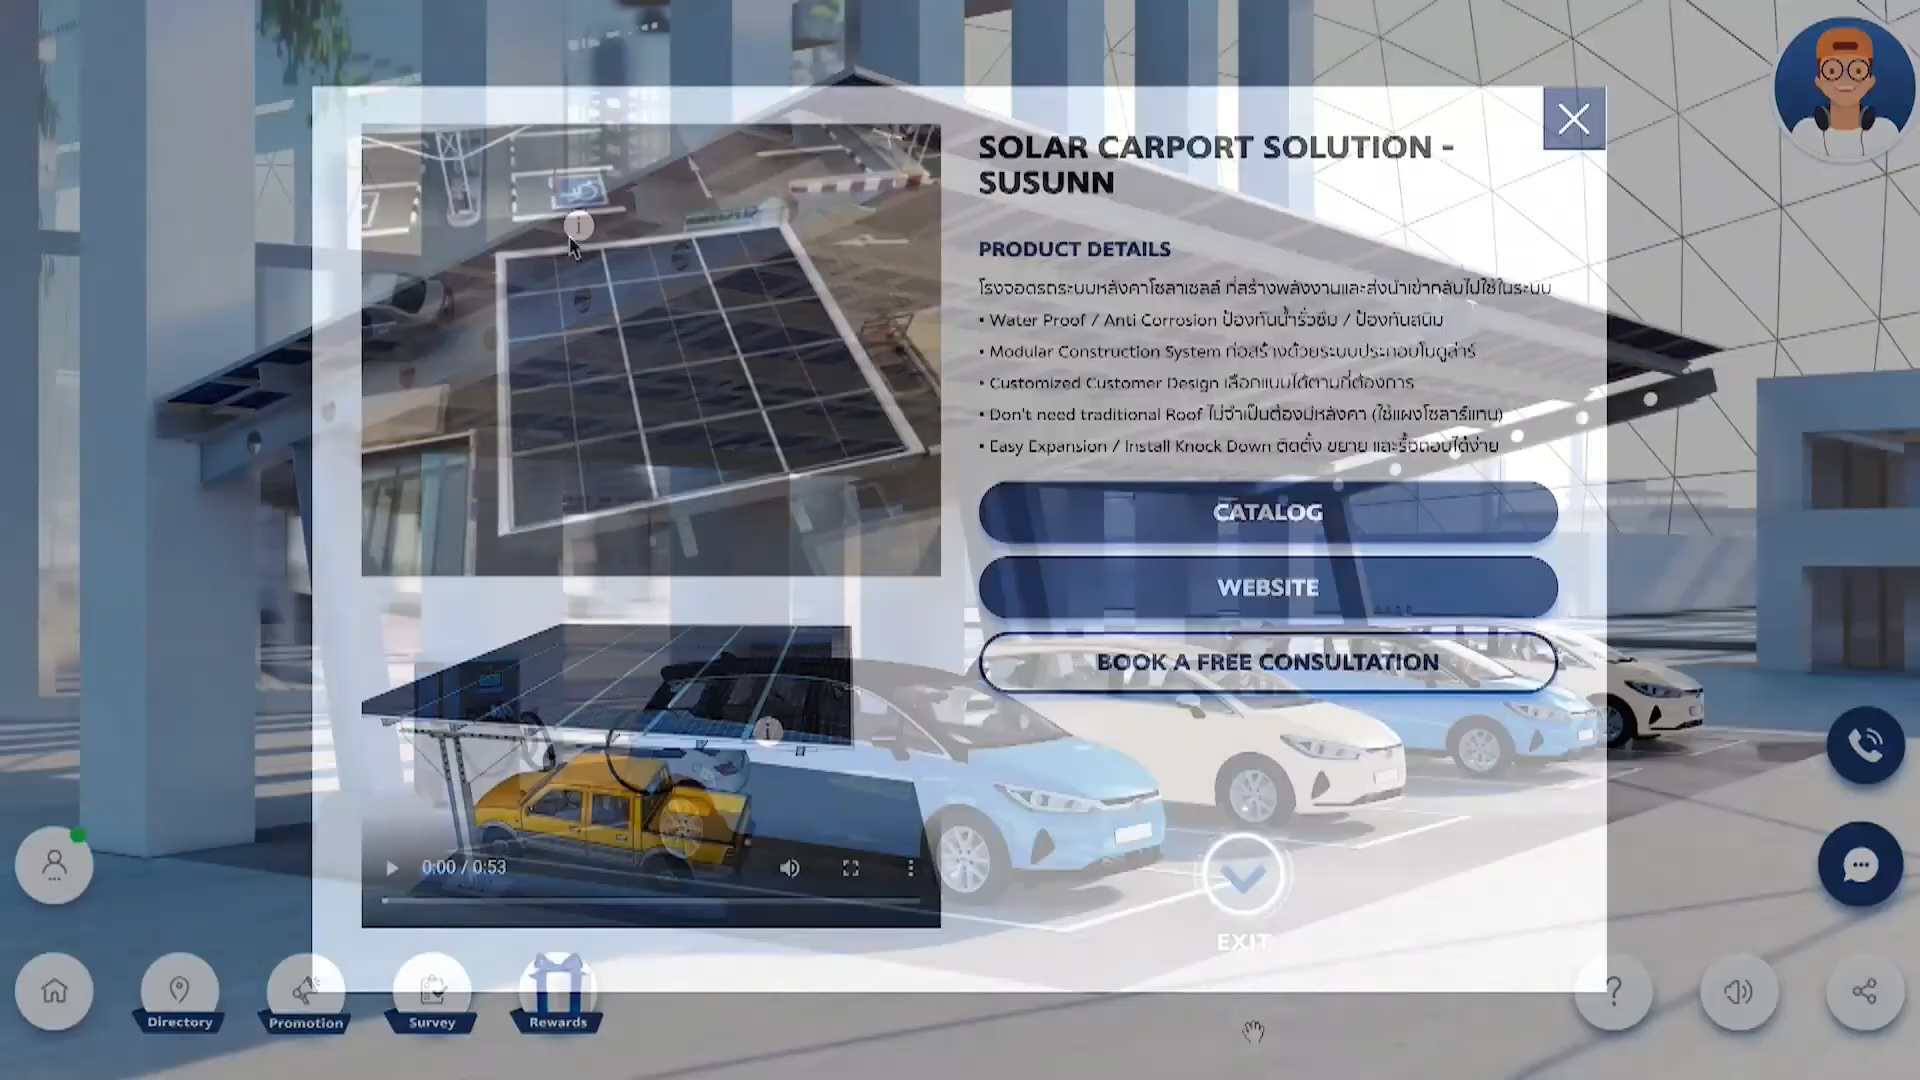 SOLAR CARPORT SOLUTION -
SUSUNN
PRODUCT DETAILS
โรงจอดรถระบบหลังคาโซลาเซลล์ ที่สร้างพลังงานและส่งนำเข้ากลับไปใช้ในระบบ
• Water Proof / Anti Corrosion ป้องกันน้ำรั่วซึม / ป้องกันสนิม
• Modular Construction System ก่อสร้างด้วยระบบประกอบโมดูล่าร์
• Customized Customer Design เลือกแบบได้ตามที่ต้องการ
• Don't need traditional Roof ไม่จำเป็นต้องมีหลังคา (ใช้แผงโซลาร์แทน)
• Easy Expansion / Install Knock Down ติดตั้ง ขยาย และรื้อถอนได้ง่าย
CATALOG
WEBSITE
BOOK A FREE CONSULTATION
0:00 / 0:53
EXIT
Directory
Promotion
Survey
Rewards